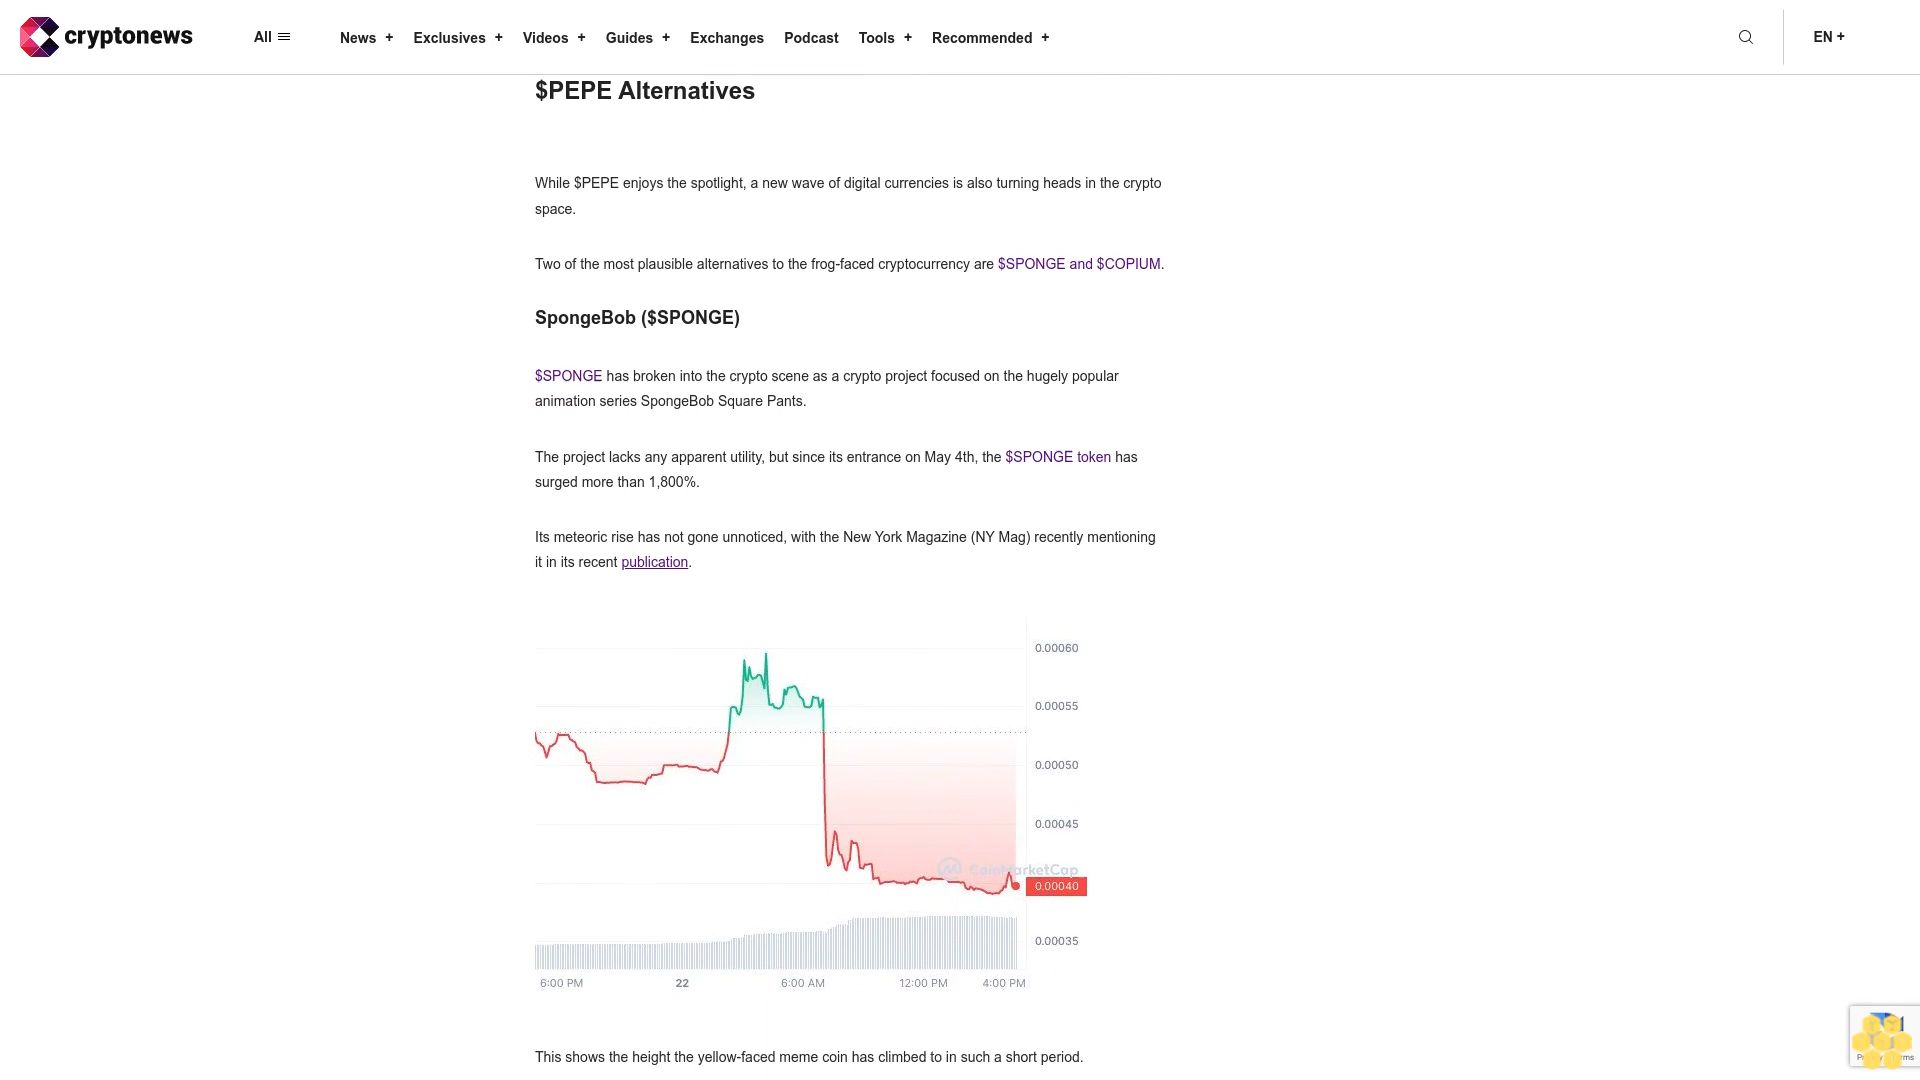 cryptonews
All
News +
Exclusives +
Videos +
Guides +
Exchanges
Podcast
Tools +
Recommended +
EN +
$PEPE Alternatives
While $PEPE enjoys the spotlight, a new wave of digital currencies is also turning heads in the crypto
space.
Two of the most plausible alternatives to the frog-faced cryptocurrency are $SPONGE and $COPIUM.
SpongeBob ($SPONGE)
$SPONGE has broken into the crypto scene as a crypto project focused on the hugely popular
animation series SpongeBob Square Pants.
The project lacks any apparent utility, but since its entrance on May 4th, the $SPONGE token has
surged more than 1,800%.
Its meteoric rise has not gone unnoticed, with the New York Magazine (NY Mag) recently mentioning
it in its recent publication.
0.00060
0.00055
0.00050
0.00045
CoinMarketCap
0.00040
0.00035
6:00 PM
22
6:00 AM
12:00 PM
4:00 PM
This shows the height the yellow-faced meme coin has climbed to in such a short period.